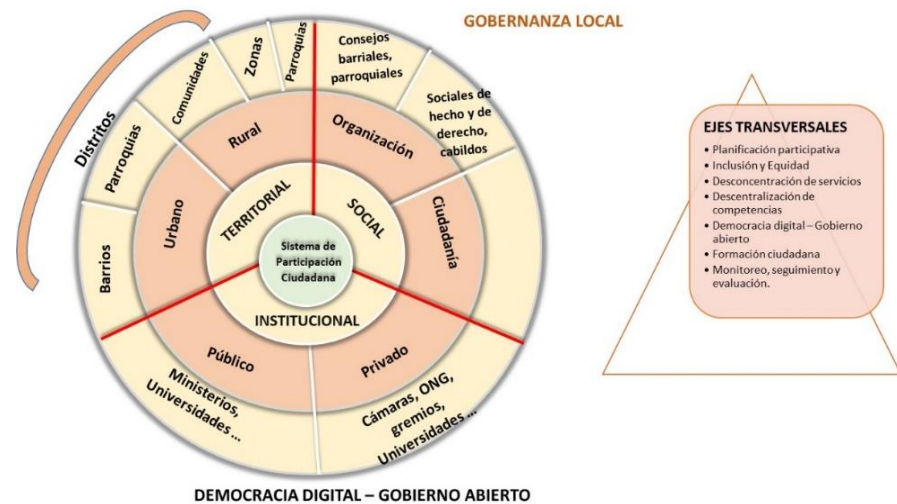 GOBERNANZA LOCAL
Distritos
Barrios
Parroquias
Comunidades
Zonas
Parroquias
Consejos
barriales,
parroquiales
Sociales de
hecho y de
derecho,
cabildos
Urbano
Rural
Organización
Ciudadanía
TERRITORIAL
SOCIAL
Sistema de
Participación
Ciudadana
INSTITUCIONAL
Público
Privado
Ministerios,
Universidades ...
Cámaras, ONG,
gremios,
Universidades ...
DEMOCRACIA DIGITAL – GOBIERNO ABIERTO
EJES TRANSVERSALES
• Planificación participativa
• Inclusión y Equidad
• Desconcentración de servicios
• Descentralización de
competencias
• Democracia digital – Gobierno
abierto
• Formación ciudadana
• Monitoreo, seguimiento y
evaluación.